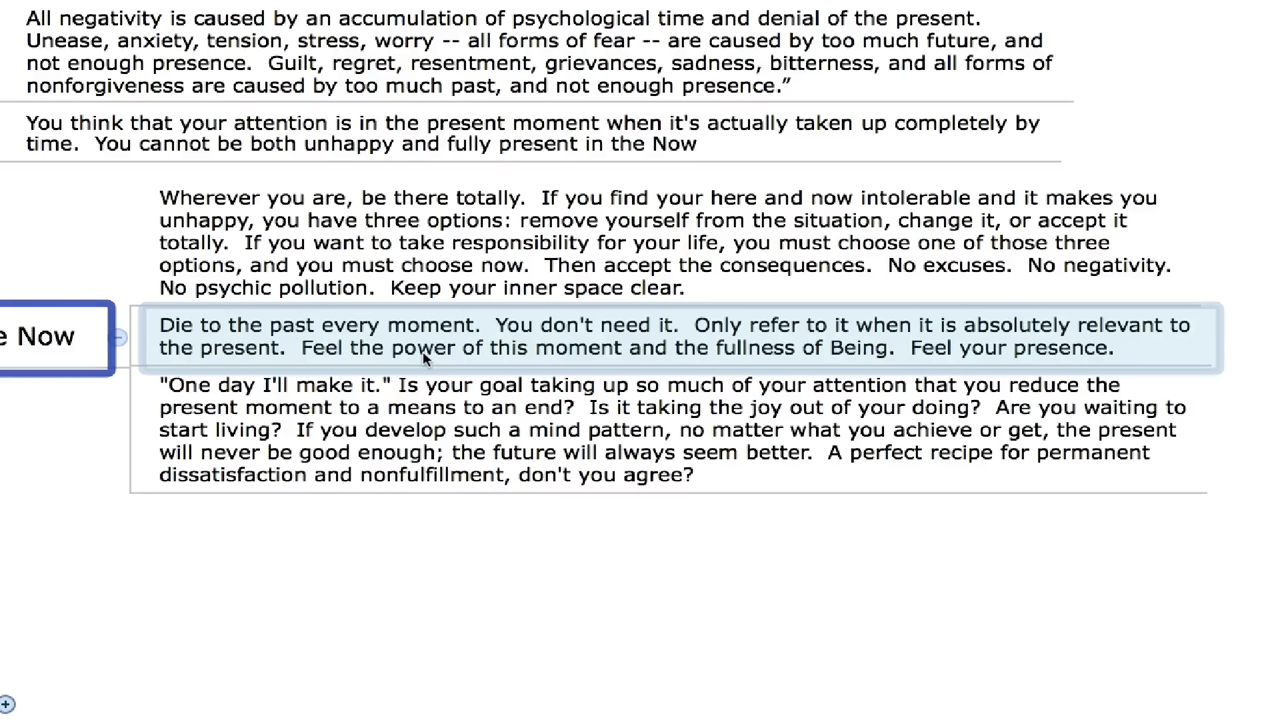 All negativity is caused by an accumulation of psychological time and denial of the present.
Unease, anxiety, tension, stress, worry -- all forms of fear -- are caused by too much future, and
not enough presence.  Guilt, regret, resentment, grievances, sadness, bitterness, and all forms of
nonforgiveness are caused by too much past, and not enough presence.”
You think that your attention is in the present moment when it's actually taken up completely by
time.  You cannot be both unhappy and fully present in the Now
Wherever you are, be there totally.  If you find your here and now intolerable and it makes you
unhappy, you have three options: remove yourself from the situation, change it, or accept it
totally.  If you want to take responsibility for your life, you must choose one of those three
options, and you must choose now.  Then accept the consequences.  No excuses.  No negativity.
No psychic pollution.  Keep your inner space clear.
e Now
Die to the past every moment.  You don't need it.  Only refer to it when it is absolutely relevant to
the present.  Feel the power of this moment and the fullness of Being.  Feel your presence.
"One day I'll make it." Is your goal taking up so much of your attention that you reduce the
present moment to a means to an end?  Is it taking the joy out of your doing?  Are you waiting to
start living?  If you develop such a mind pattern, no matter what you achieve or get, the present
will never be good enough; the future will always seem better.  A perfect recipe for permanent
dissatisfaction and nonfulfillment, don't you agree?